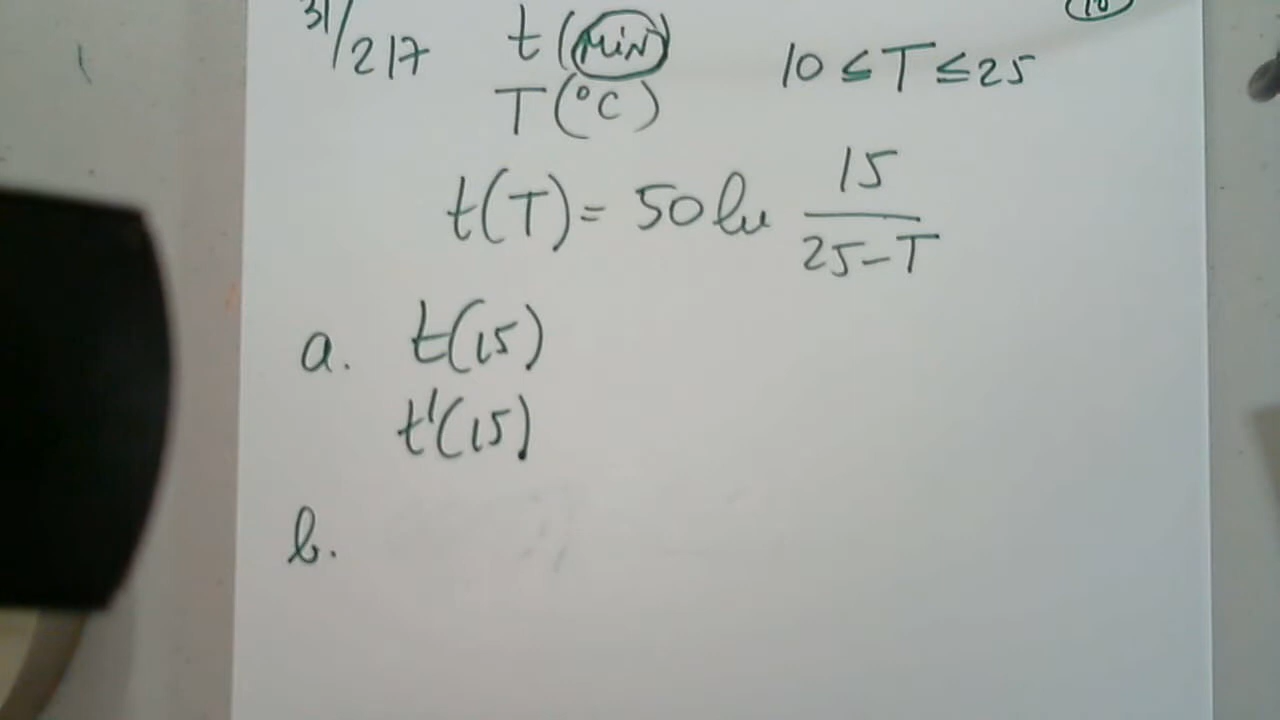 31/217 t(min) 10 ≤ T ≤ 25
T(°C)
t(T) = 50 ln 15/(25-T)
a. t(15)
t'(15)
b.